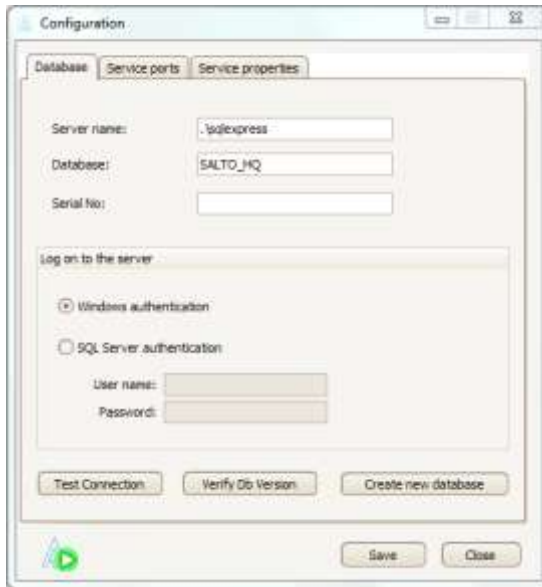 Configuration
Database Service ports Service properties
Server name: .\sqlexpress
Database: SALTO_HQ
Serial No:
Log on to the server
Windows authentication
SQL Server authentication
User name:
Password:
Test Connection Verify Db Version Create new database
Save Close